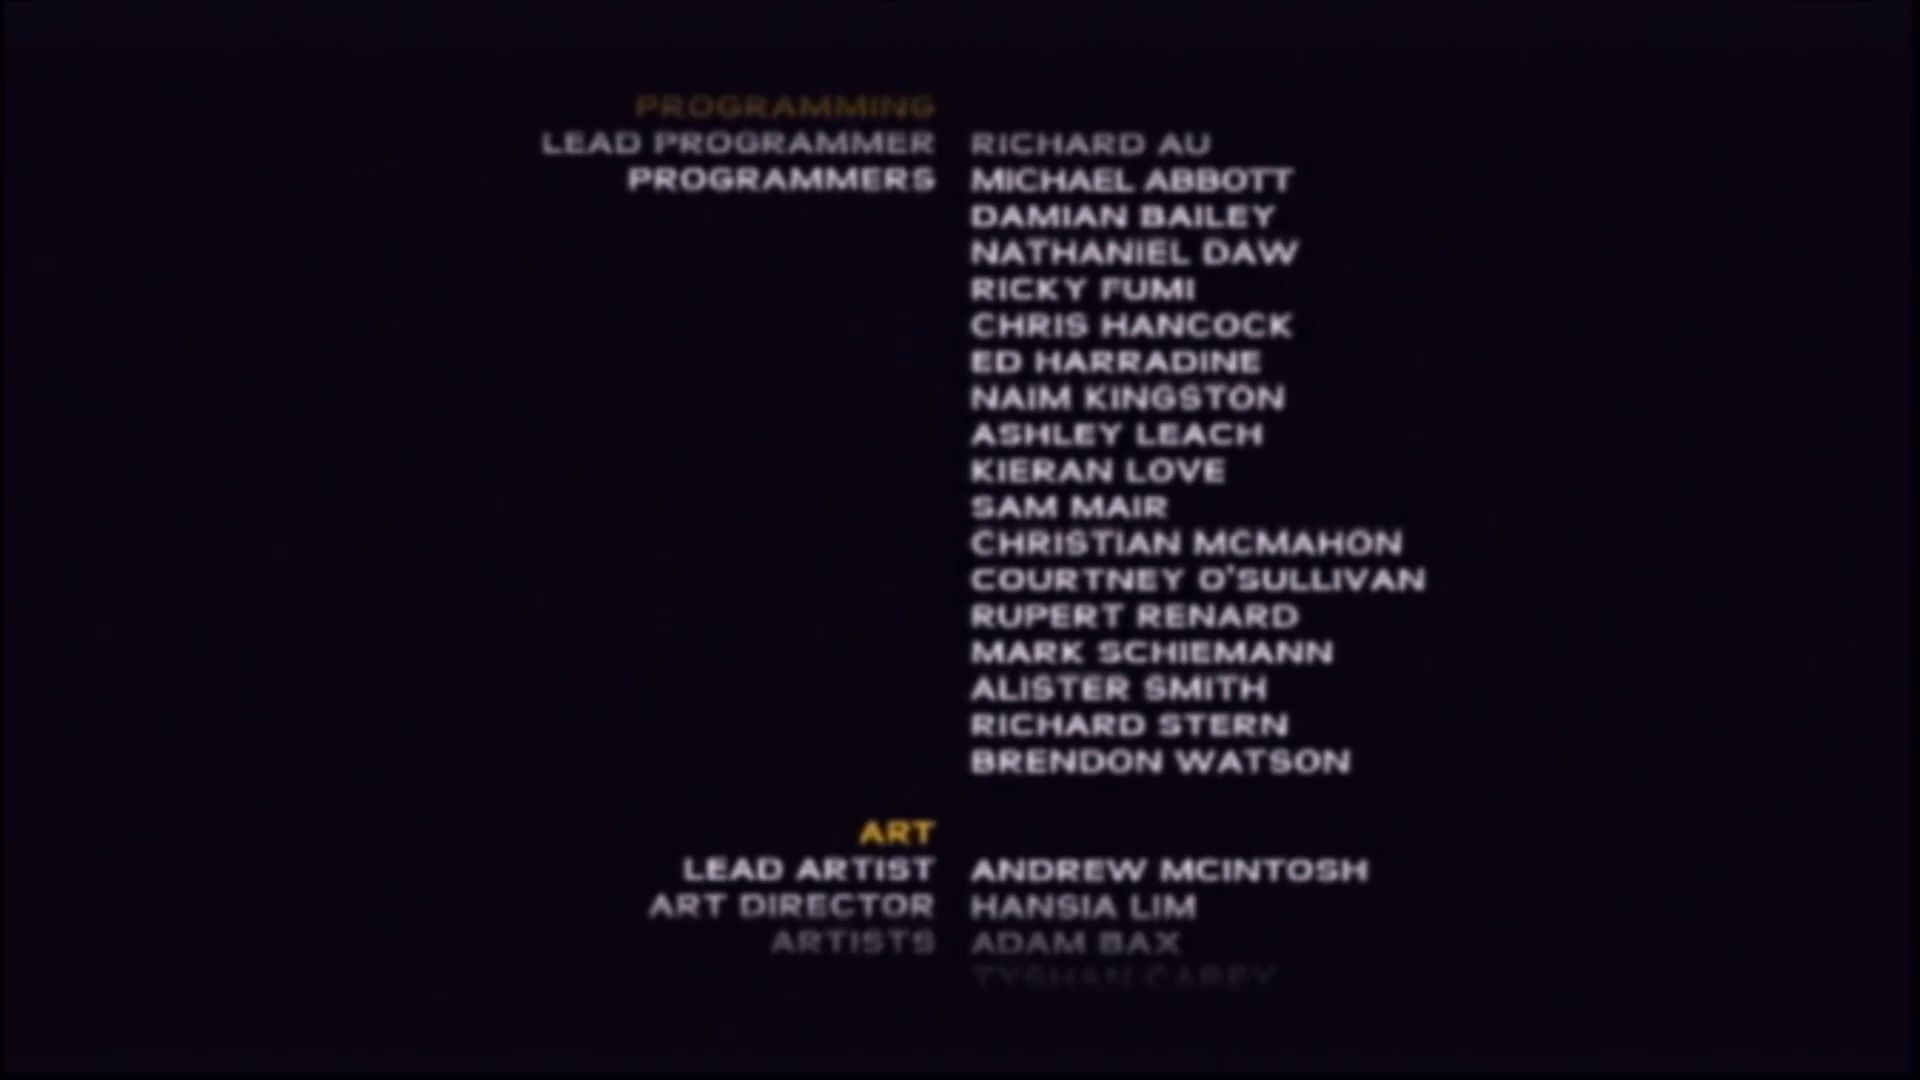 PROGRAMMING
LEAD PROGRAMMER RICHARD AU
PROGRAMMERS MICHAEL ABBOTT
DAMIAN BAILEY
NATHANIEL DAW
RICKY FUMI
CHRIS HANCOCK
ED HARRADINE
NAIM KINGSTON
ASHLEY LEACH
KIERAN LOVE
SAM MAIR
CHRISTIAN MCMAHON
COURTNEY O'SULLIVAN
RUPERT RENARD
MARK SCHIEMANN
ALISTER SMITH
RICHARD STERN
BRENDON WATSON
ART
LEAD ARTIST ANDREW MCINTOSH
ART DIRECTOR HANSIA LIM
ARTISTS ADAM BAX
TYSHAN CAREY